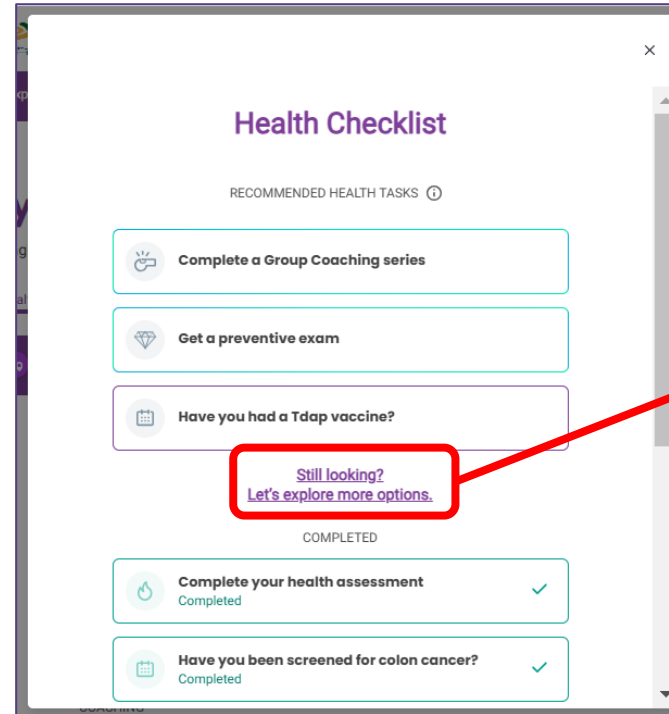 Health Checklist
RECOMMENDED HEALTH TASKS
Complete a Group Coaching series
Get a preventive exam
Have you had a Tdap vaccine?
Still looking?
Let's explore more options.
COMPLETED
Complete your health assessment
Completed
Have you been screened for colon cancer?
Completed